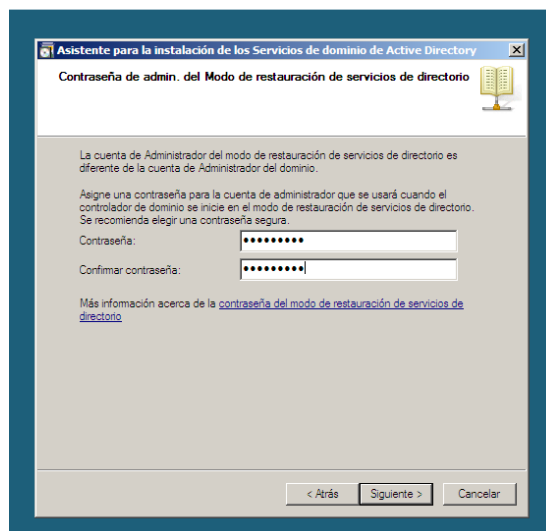 Asistente para la instalación de los Servicios de dominio de Active Directory
Contraseña de admin. del Modo de restauración de servicios de directorio
La cuenta de Administrador del modo de restauración de servicios de directorio es
diferente de la cuenta de Administrador del dominio.
Asigne una contraseña para la cuenta de administrador que se usará cuando el
controlador de dominio se inicie en el modo de restauración de servicios de directorio.
Se recomienda elegir una contraseña segura.
Contraseña: •••••••••
Confirmar contraseña: •••••••••
Más información acerca de la contraseña del modo de restauración de servicios de
directorio
< Atrás Siguiente > Cancelar